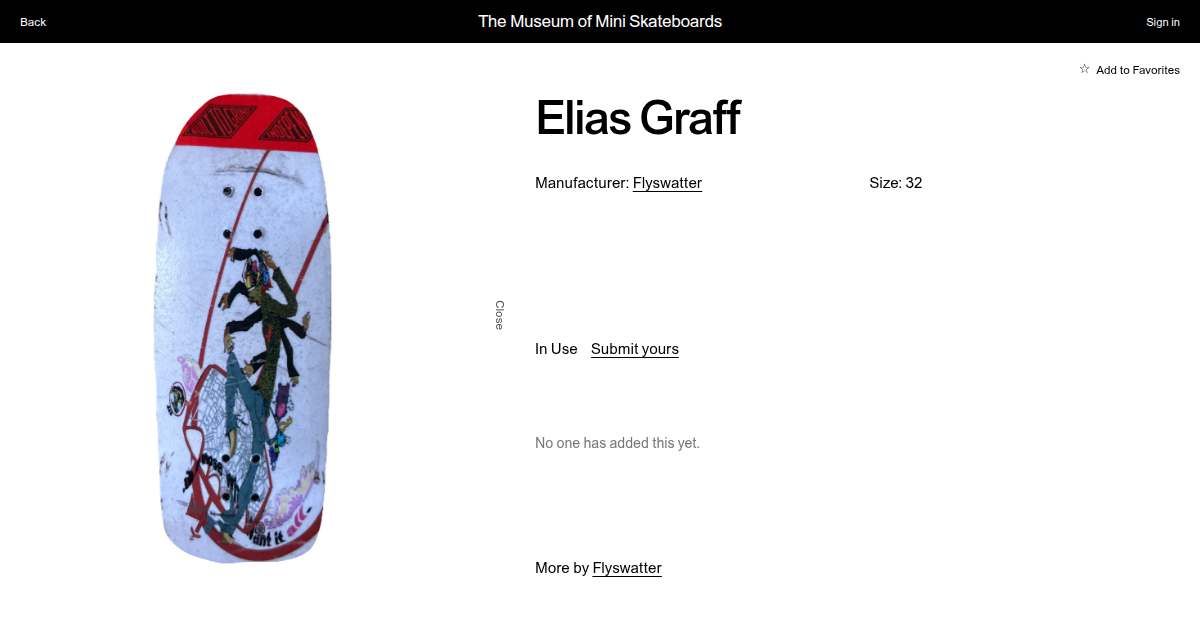 Back
The Museum of Mini Skateboards
Sign in
☆ Add to Favorites
Elias Graff
Manufacturer: Flyswatter
Size: 32
Close
In Use Submit yours
No one has added this yet.
More by Flyswatter